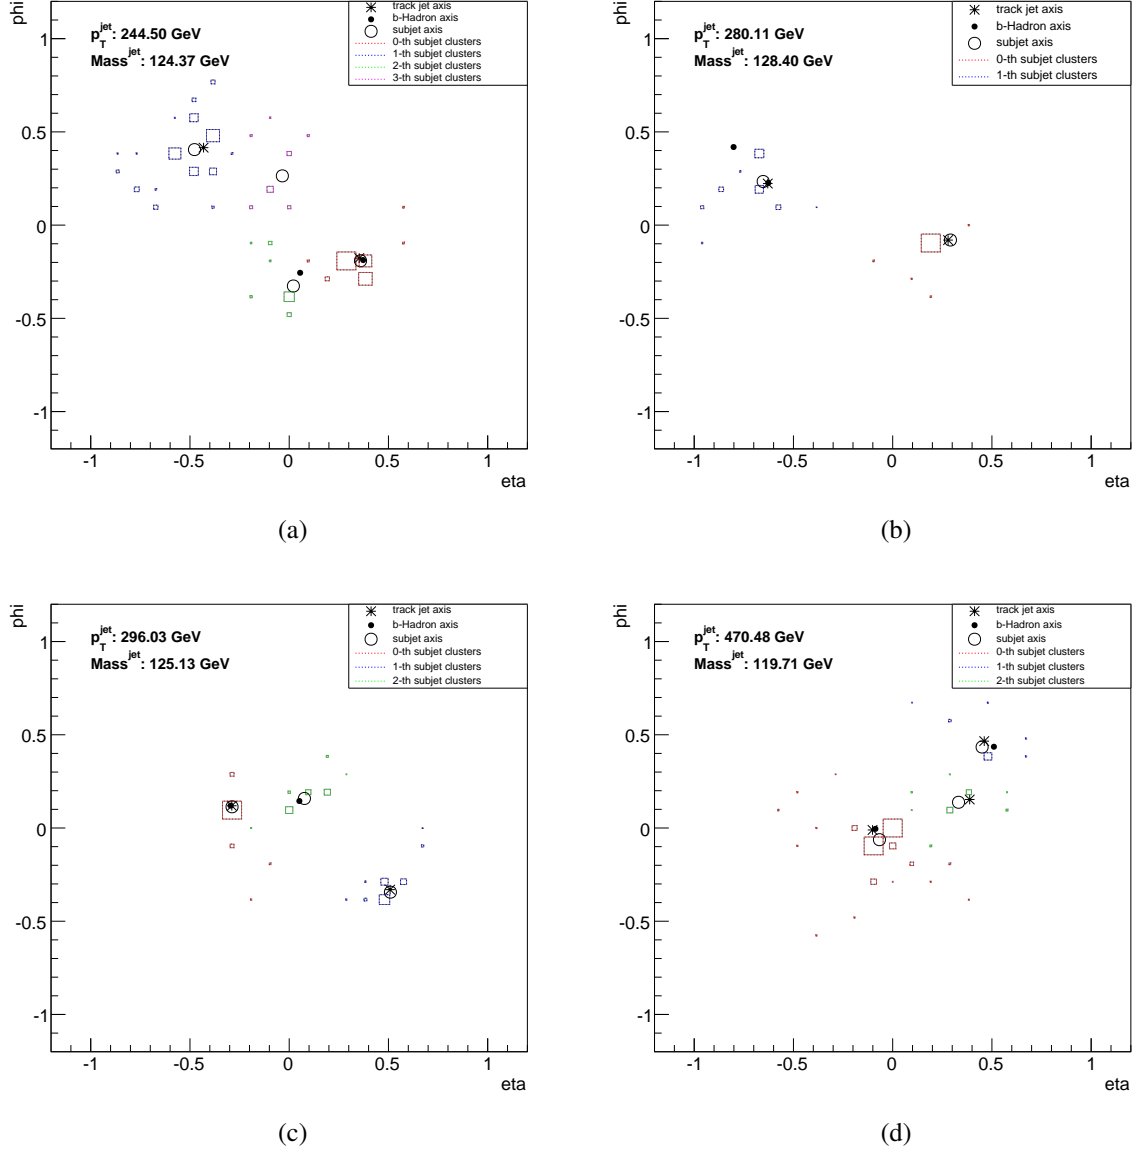 phi
p_T^jet: 244.50 GeV
Mass^jet: 124.37 GeV
track jet axis
b-Hadron axis
subjet axis
0-th subjet clusters
1-th subjet clusters
2-th subjet clusters
3-th subjet clusters
1
0.5
0
-0.5
-1
-1 -0.5 0 0.5 1
eta
(a)
phi
p_T^jet: 280.11 GeV
Mass^jet: 128.40 GeV
track jet axis
b-Hadron axis
subjet axis
0-th subjet clusters
1-th subjet clusters
1
0.5
0
-0.5
-1
-1 -0.5 0 0.5 1
eta
(b)
phi
p_T^jet: 296.03 GeV
Mass^jet: 125.13 GeV
track jet axis
b-Hadron axis
subjet axis
0-th subjet clusters
1-th subjet clusters
2-th subjet clusters
1
0.5
0
-0.5
-1
-1 -0.5 0 0.5 1
eta
(c)
phi
p_T^jet: 470.48 GeV
Mass^jet: 119.71 GeV
track jet axis
b-Hadron axis
subjet axis
0-th subjet clusters
1-th subjet clusters
2-th subjet clusters
1
0.5
0
-0.5
-1
-1 -0.5 0 0.5 1
eta
(d)